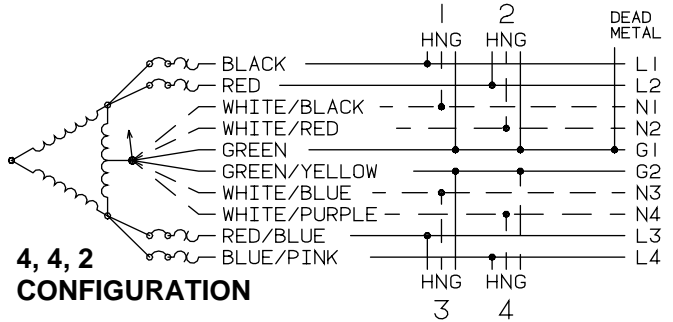 1 2 DEAD
HNG HNG METAL
BLACK L1
RED L2
WHITE/BLACK N1
WHITE/RED N2
GREEN G1
GREEN/YELLOW G2
WHITE/BLUE N3
WHITE/PURPLE N4
RED/BLUE L3
BLUE/PINK L4
4, 4, 2
CONFIGURATION
HNG HNG
3 4